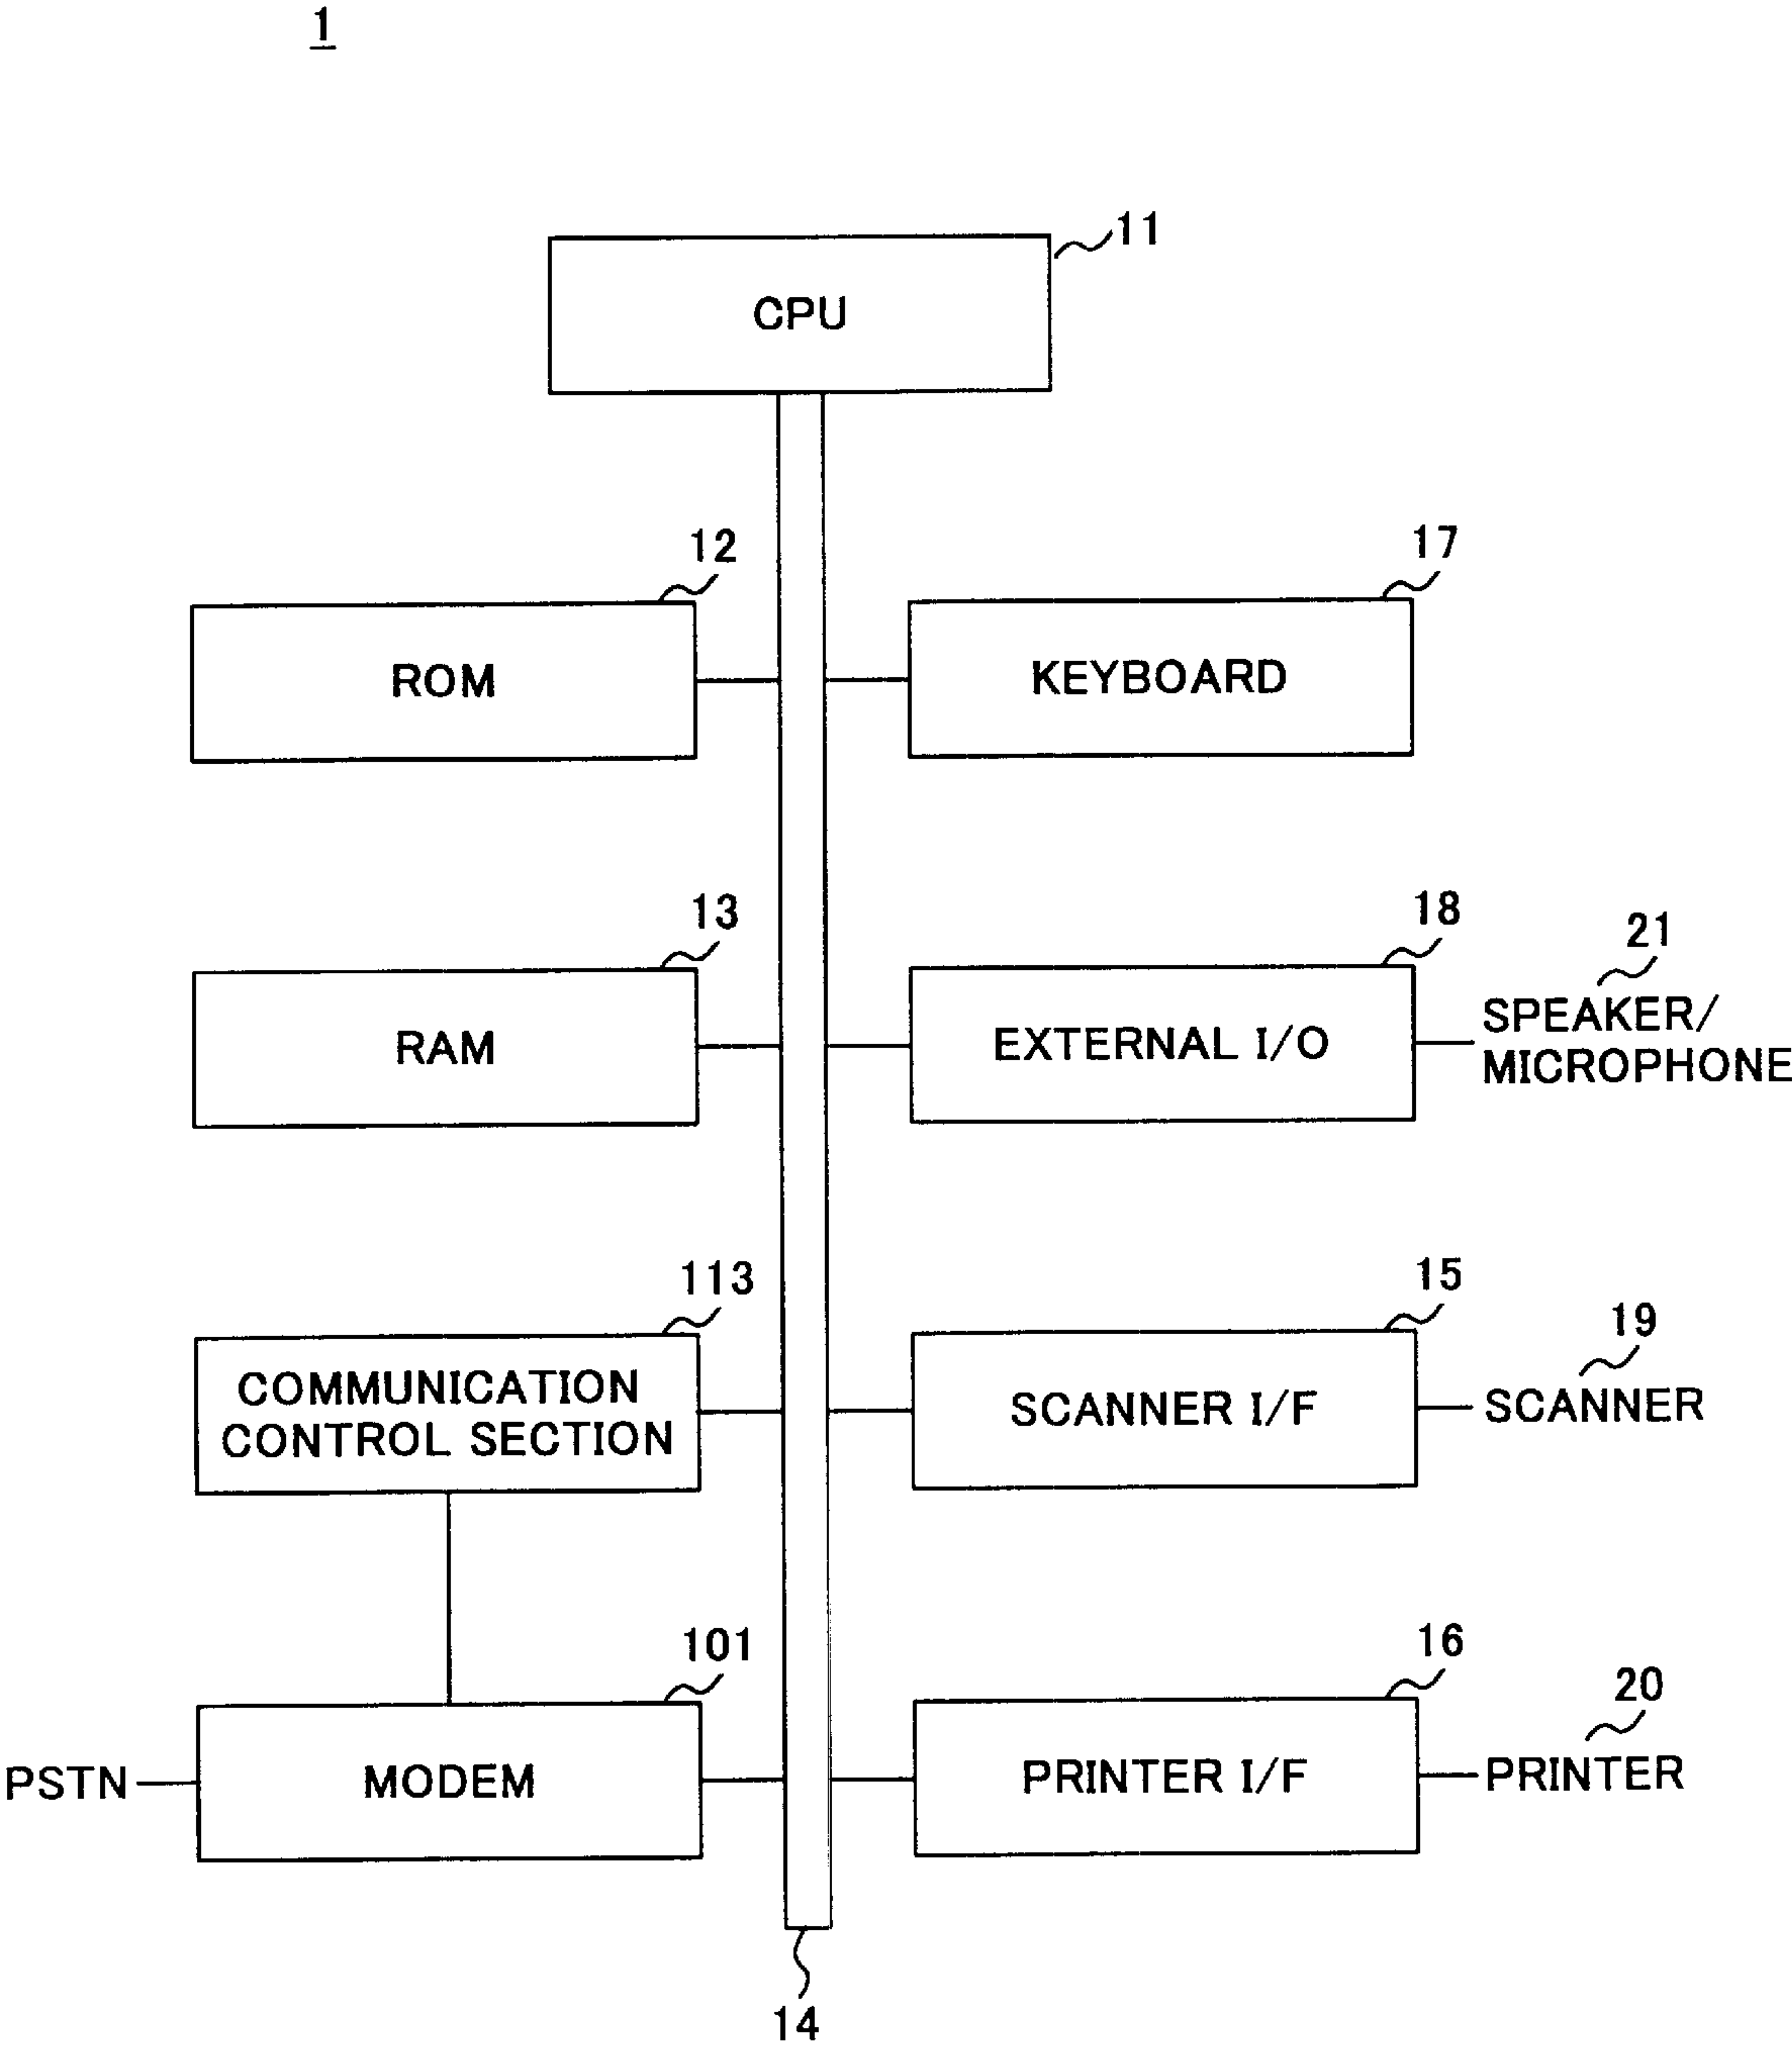 1
11
CPU
12
17
ROM
KEYBOARD
13
18
21
RAM
EXTERNAL I/O
SPEAKER/
MICROPHONE
113
15
19
COMMUNICATION
CONTROL SECTION
SCANNER I/F
SCANNER
101
16
20
PSTN
MODEM
PRINTER I/F
PRINTER
14